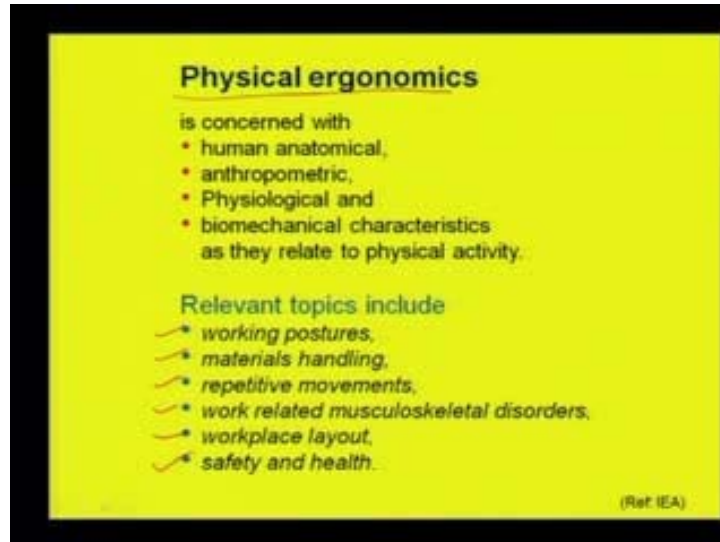 Physical ergonomics
is concerned with
• human anatomical,
• anthropometric,
• Physiological and
• biomechanical characteristics
as they relate to physical activity.
Relevant topics include
• working postures,
• materials handling,
• repetitive movements,
• work related musculoskeletal disorders,
• workplace layout,
• safety and health.
(Ref: IEA)